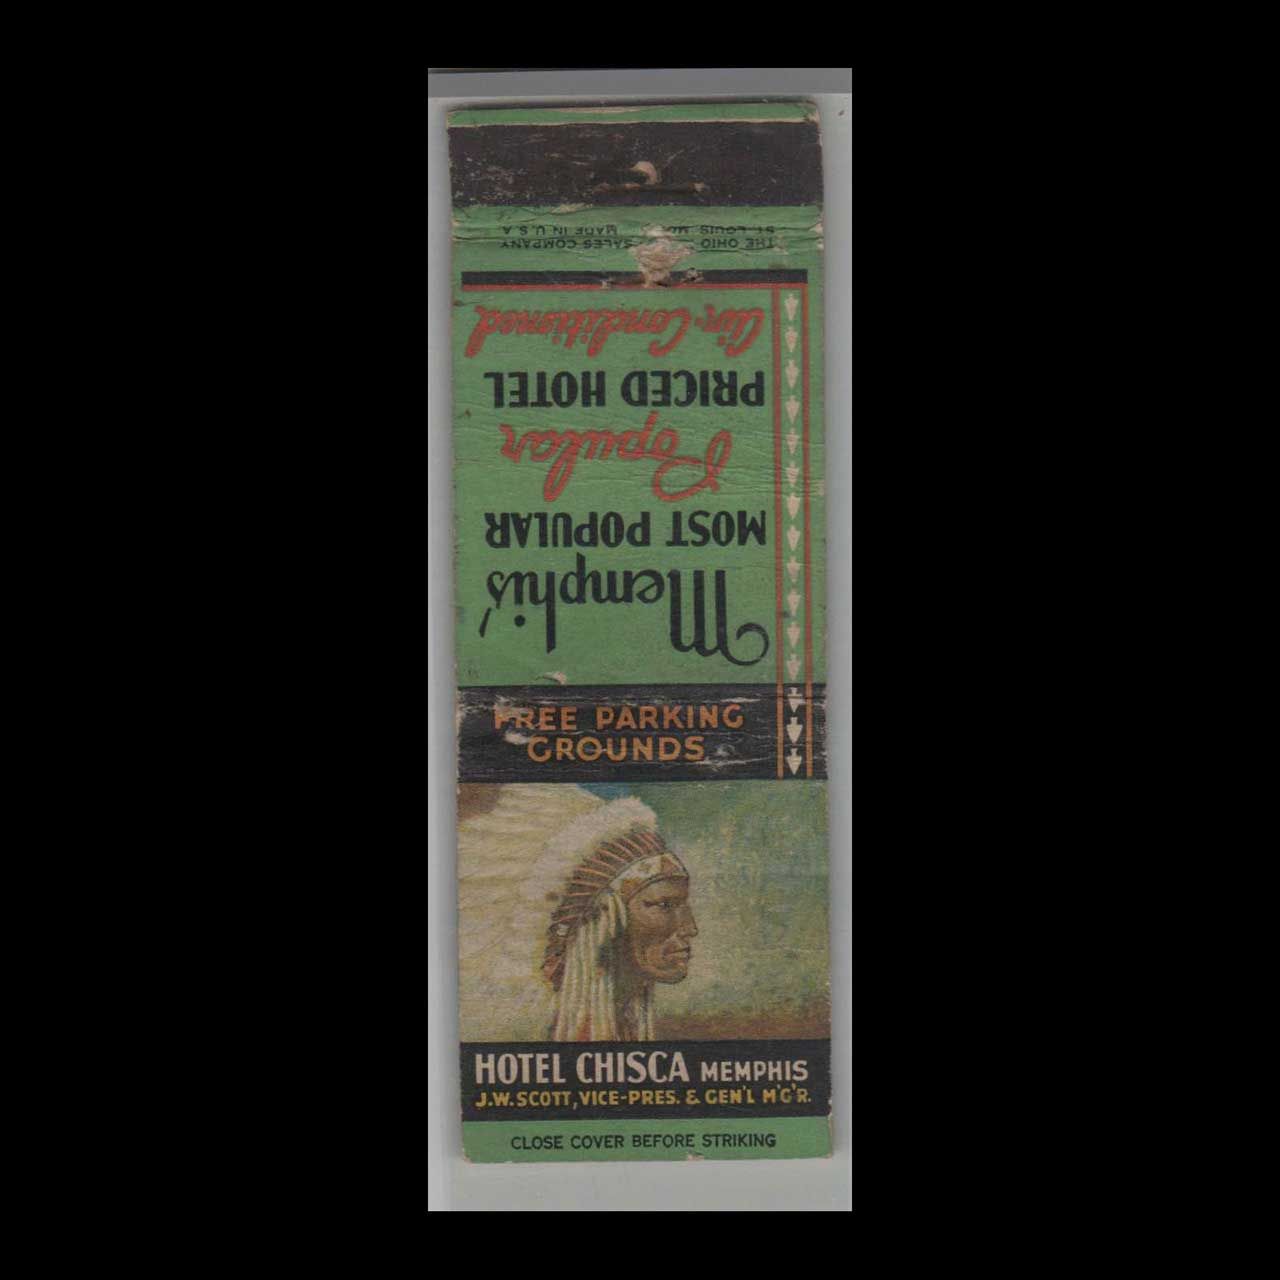 THE OHIO SALES COMPANY
ST. LOUIS MO. MADE IN U.S.A
Air-Conditioned
PRICED HOTEL
Popular
MOST POPULAR
Memphis'
FREE PARKING
GROUNDS
HOTEL CHISCA MEMPHIS
J.W. SCOTT, VICE-PRES. & GEN'L M'G'R.
CLOSE COVER BEFORE STRIKING